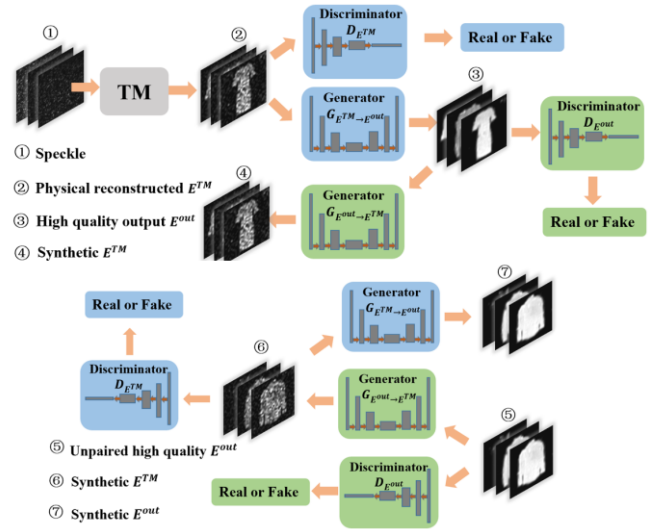 ①
②
Discriminator
D_{E^{TM}}
Real or Fake
TM
Generator
G_{E^{TM}→E^{out}}
③
Discriminator
D_{E^{out}}
① Speckle
② Physical reconstructed E^{TM}
③ High quality output E^{out}
④ Synthetic E^{TM}
④
Generator
G_{E^{out}→E^{TM}}
Real or Fake
Real or Fake
Generator
G_{E^{TM}→E^{out}}
⑦
⑥
Discriminator
D_{E^{TM}}
Generator
G_{E^{out}→E^{TM}}
⑤
⑤ Unpaired high quality E^{out}
⑥ Synthetic E^{TM}
⑦ Synthetic E^{out}
Real or Fake
Discriminator
D_{E^{out}}